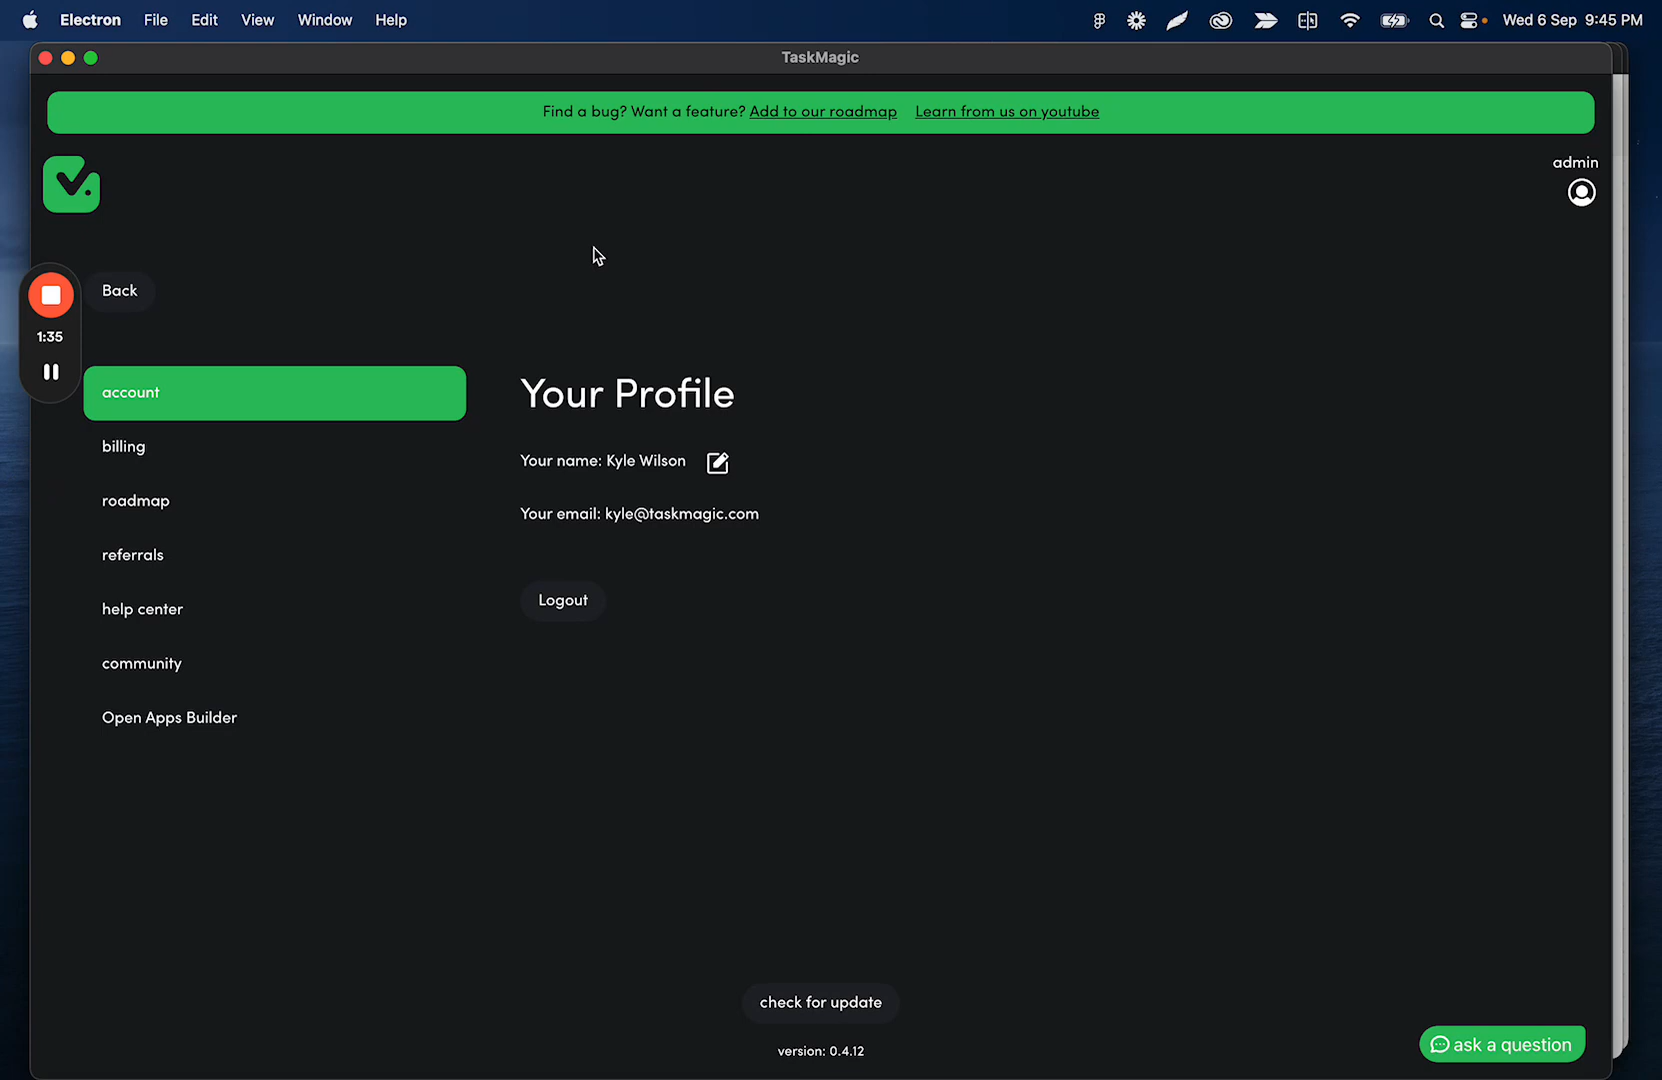 Electron File Edit View Window Help Wed 6 Sep 9:45 PM
TaskMagic
Find a bug? Want a feature? Add to our roadmap Learn from us on youtube
admin
Back
1:35
account
billing
roadmap
referrals
help center
community
Open Apps Builder
Your Profile
Your name: Kyle Wilson
Your email: kyle@taskmagic.com
Logout
check for update
version: 0.4.12
ask a question